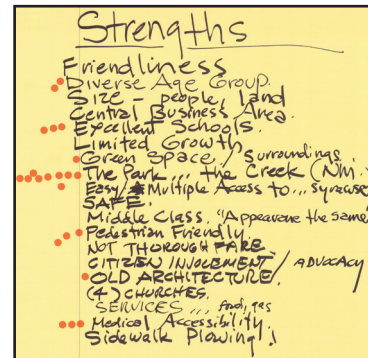 Strengths
Friendliness
Diverse Age Group.
Size - people, land
Central Business Area.
Excellent Schools.
Limited Growth
Green Space / Surroundings
The Park ... the Creek (Nin.
Easy / Multiple Access to... Syracuse
SAFE.
Middle Class. "Appearance the same
Pedestrian Friendly.
NOT THOROUGHFARE.
CITIZEN INVOLEMENT / ADVOCACY
OLD ARCHITECTURE
(4) CHURCHES.
SERVICES ... food, gas
Medical Accessibility.
Sidewalk Plowing!